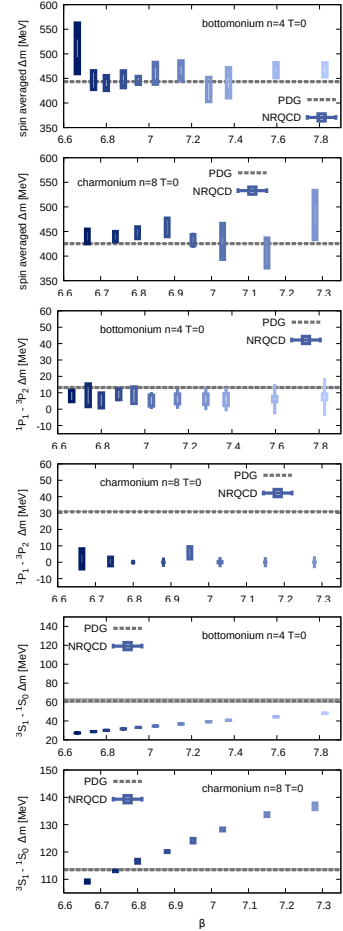 bottomonium n=4 T=0
spin averaged Δm [MeV]
600
550
500
450
400
350
PDG
NRQCD
6.6 6.8 7 7.2 7.4 7.6 7.8
charmonium n=8 T=0
spin averaged Δm [MeV]
600
550
500
450
400
350
PDG
NRQCD
6.6 6.7 6.8 6.9 7 7.1 7.2 7.3
bottomonium n=4 T=0
¹P₁ - ³P₂ Δm [MeV]
60
50
40
30
20
10
0
-10
PDG
NRQCD
6.6 6.8 7 7.2 7.4 7.6 7.8
charmonium n=8 T=0
¹P₁ - ³P₂ Δm [MeV]
60
50
40
30
20
10
0
-10
PDG
NRQCD
6.6 6.7 6.8 6.9 7 7.1 7.2 7.3
bottomonium n=4 T=0
³S₁ - ¹S₀ Δm [MeV]
140
120
100
80
60
40
20
PDG
NRQCD
6.6 6.8 7 7.2 7.4 7.6 7.8
charmonium n=8 T=0
³S₁ - ¹S₀ Δm [MeV]
150
140
130
120
110
PDG
NRQCD
6.6 6.7 6.8 6.9 7 7.1 7.2 7.3
β